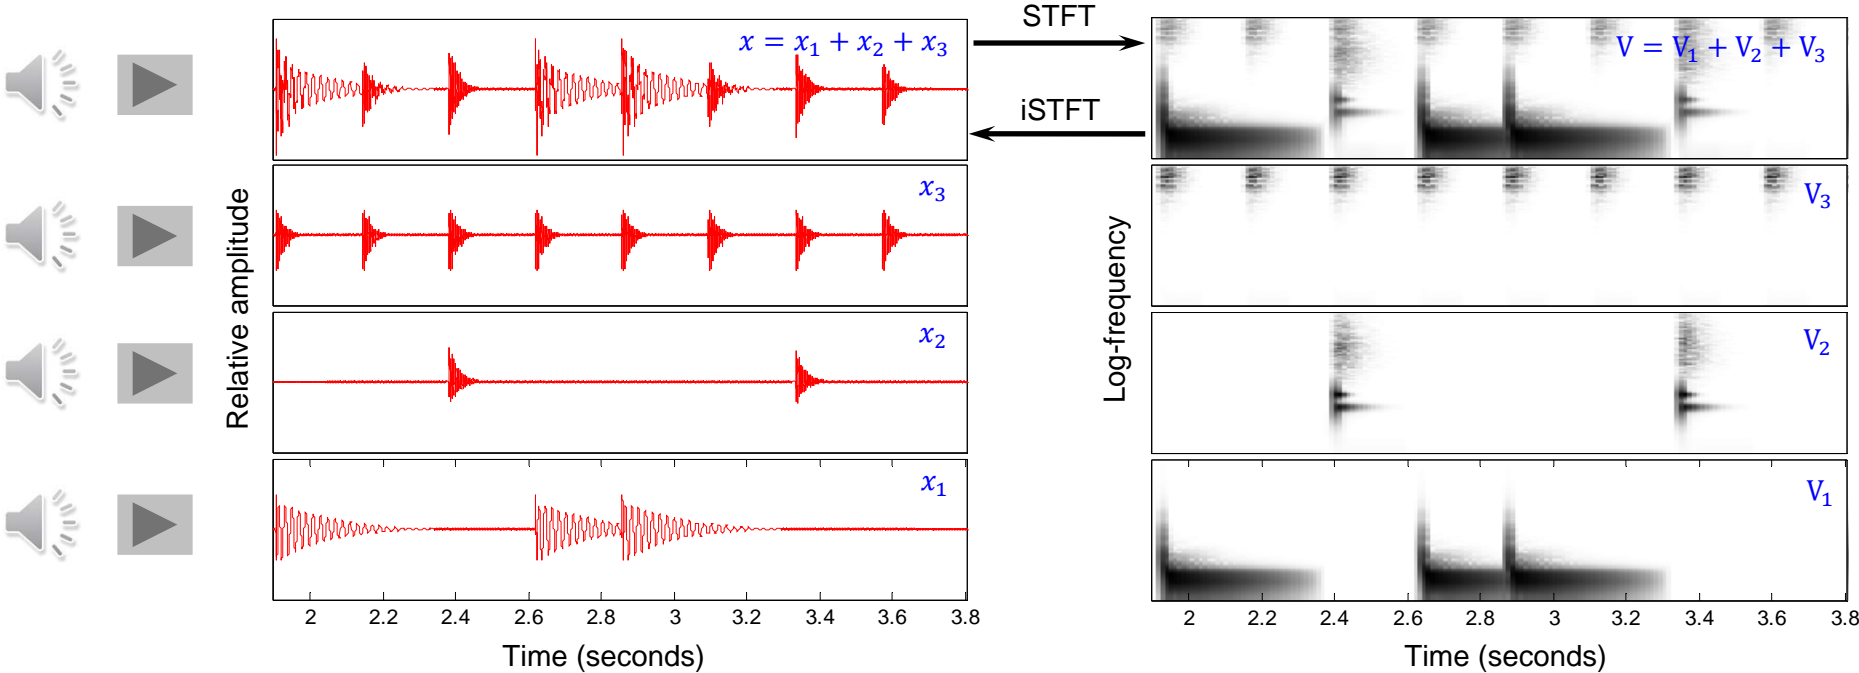 STFT
iSTFT
x = x₁ + x₂ + x₃
V = V₁ + V₂ + V₃
x₃
V₃
x₂
V₂
x₁
V₁
Relative amplitude
Log-frequency
2 2.2 2.4 2.6 2.8 3 3.2 3.4 3.6 3.8
2 2.2 2.4 2.6 2.8 3 3.2 3.4 3.6 3.8
Time (seconds)
Time (seconds)